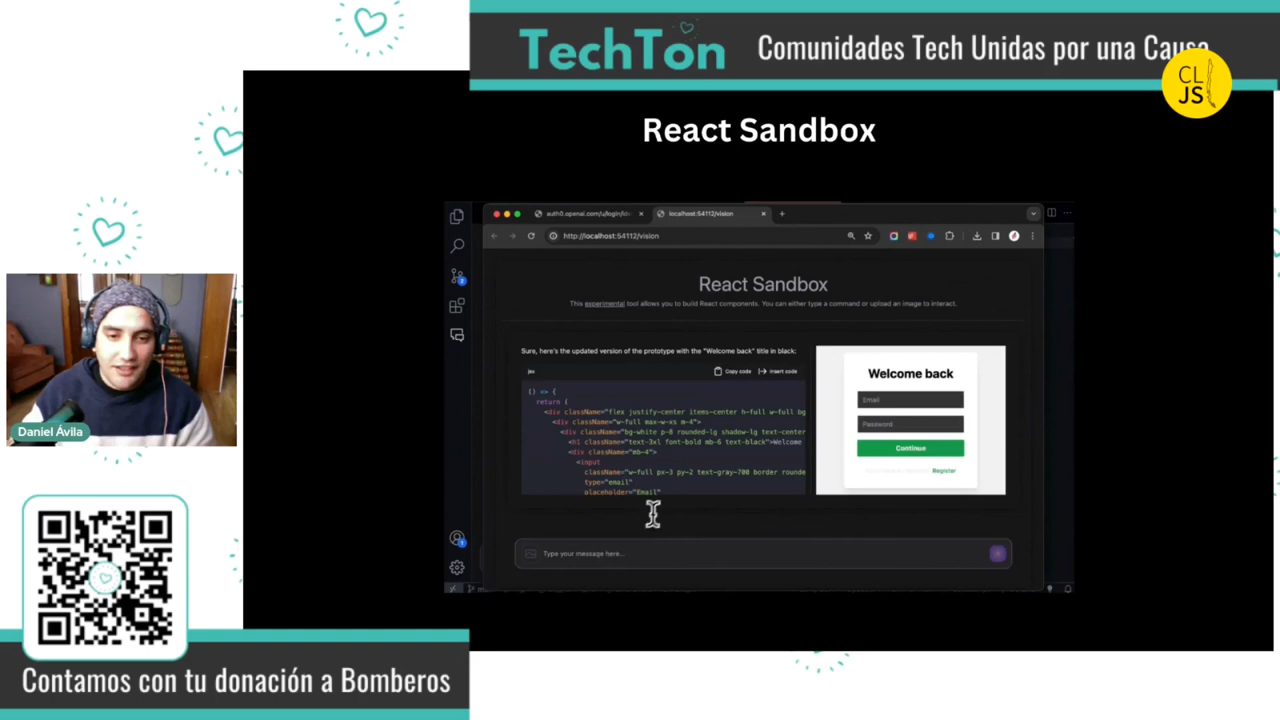 TechTon
Comunidades Tech Unidas por una Causa
CL
JS
React Sandbox
auth0.openai.com/u/login/ide
localhost:54112/vision
http://localhost:54112/vision
React Sandbox
This experimental tool allows you to build React components. You can either type a command or upload an image to interact.
Sure, here's the updated version of the prototype with the "Welcome back" title in black:
jsx
Copy code
Insert code
() => {
return (
<div className="flex justify-center items-center h-full w-full bg
<div className="w-full max-w-xs m-4">
<div className="bg-white p-8 rounded-lg shadow-lg text-center
<h1 className="text-3xl font-bold mb-6 text-black">Welcome
<div className="mb-4">
<input
className="w-full px-3 py-2 text-gray-700 border rounde
type="email"
placeholder="Email"
Welcome back
Email
Password
Continue
Register
Type your message here...
2
1
Daniel Ávila
Contamos con tu donación a Bomberos